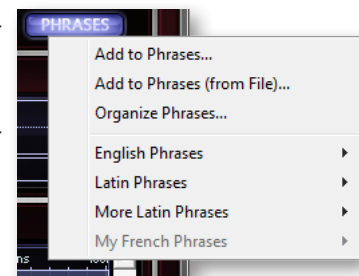 PHRASES
Add to Phrases...
Add to Phrases (from File)...
Organize Phrases...
English Phrases
Latin Phrases
More Latin Phrases
My French Phrases